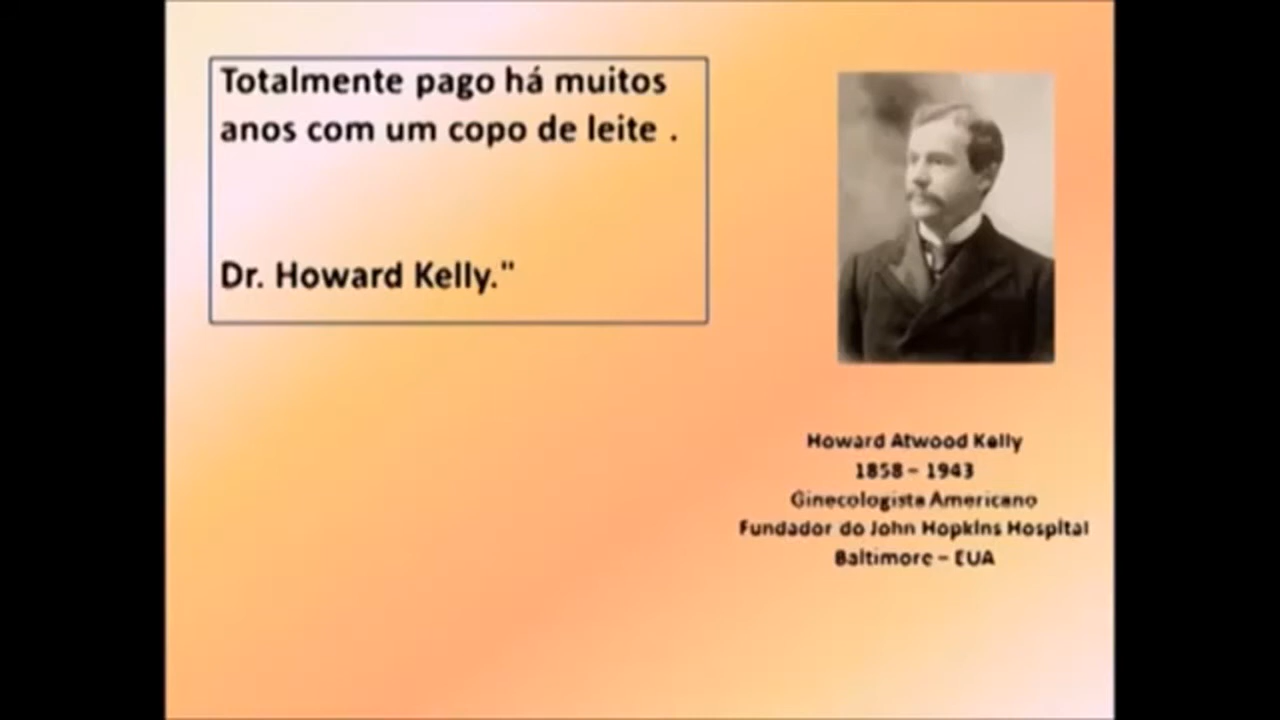 Totalmente pago há muitos
anos com um copo de leite .
Dr. Howard Kelly."
Howard Atwood Kelly
1858 – 1943
Ginecologista Americano
Fundador do John Hopkins Hospital
Baltimore – EUA